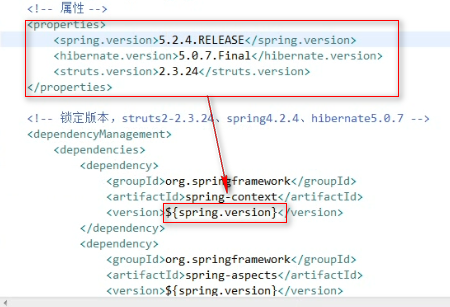 <!-- 属性 -->
<properties>
<spring.version>5.2.4.RELEASE</spring.version>
<hibernate.version>5.0.7.Final</hibernate.version>
<struts.version>2.3.24</struts.version>
</properties>
<!-- 锁定版本，struts2-2.3.24、spring4.2.4、hibernate5.0.7 -->
<dependencyManagement>
<dependencies>
<dependency>
<groupId>org.springframework</groupId>
<artifactId>spring-context</artifactId>
<version>${spring.version}</version>
</dependency>
<dependency>
<groupId>org.springframework</groupId>
<artifactId>spring-aspects</artifactId>
<version>${spring.version}</version>